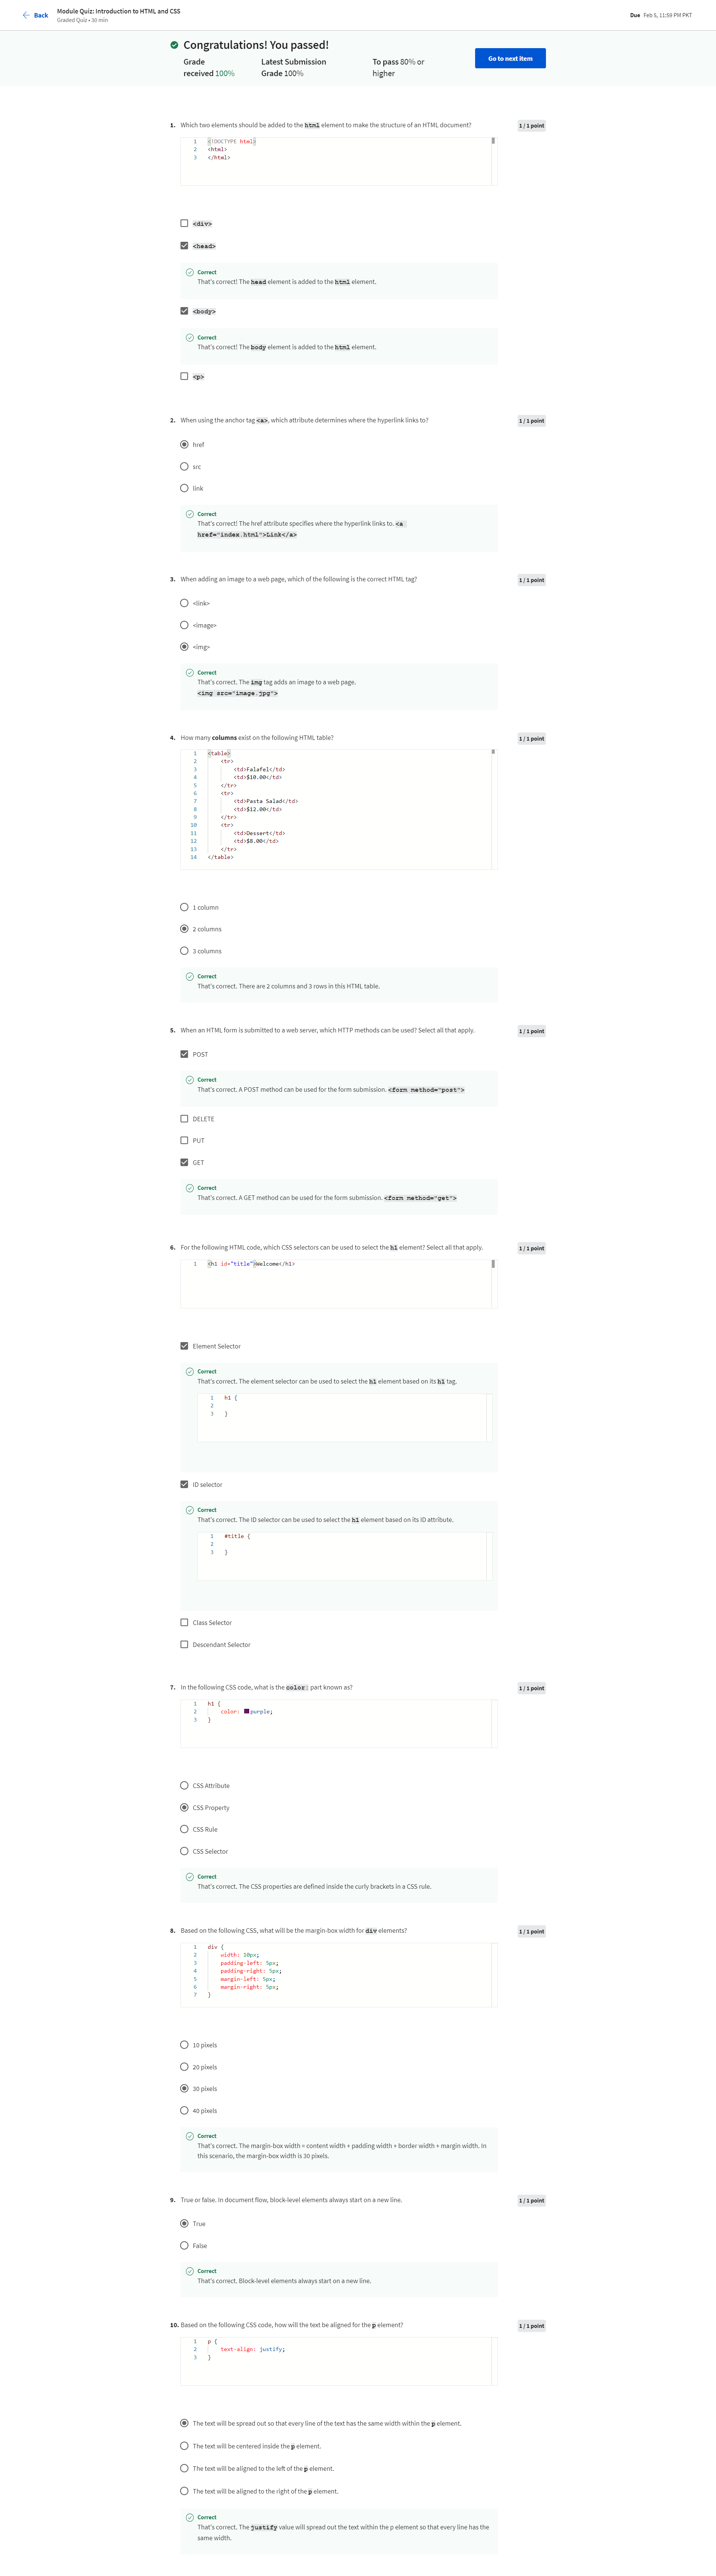 Back
Module Quiz: Introduction to HTML and CSS
Graded Quiz • 30 min
Due Feb 5, 11:59 PM PKT
Congratulations! You passed!
Grade received 100%
Latest Submission Grade 100%
To pass 80% or higher
Go to next item
1. Which two elements should be added to the html element to make the structure of an HTML document?
1 / 1 point
1 <!DOCTYPE html>
2 <html>
3 </html>
<div>
<head>
Correct
That's correct! The head element is added to the html element.
<body>
Correct
That's correct! The body element is added to the html element.
<p>
2. When using the anchor tag <a>, which attribute determines where the hyperlink links to?
1 / 1 point
href
src
link
Correct
That's correct! The href attribute specifies where the hyperlink links to. <a
href="index.html">Link</a>
3. When adding an image to a web page, which of the following is the correct HTML tag?
1 / 1 point
<link>
<image>
<img>
Correct
That's correct. The img tag adds an image to a web page.
<img src="image.jpg">
4. How many columns exist on the following HTML table?
1 / 1 point
1 <table>
2 <tr>
3 <td>Falafel</td>
4 <td>$10.00</td>
5 </tr>
6 <tr>
7 <td>Pasta Salad</td>
8 <td>$12.00</td>
9 </tr>
10 <tr>
11 <td>Dessert</td>
12 <td>$8.00</td>
13 </tr>
14 </table>
1 column
2 columns
3 columns
Correct
That's correct. There are 2 columns and 3 rows in this HTML table.
5. When an HTML form is submitted to a web server, which HTTP methods can be used? Select all that apply.
1 / 1 point
POST
Correct
That's correct. A POST method can be used for the form submission. <form method="post">
DELETE
PUT
GET
Correct
That's correct. A GET method can be used for the form submission. <form method="get">
6. For the following HTML code, which CSS selectors can be used to select the h1 element? Select all that apply.
1 / 1 point
1 <h1 id="title">Welcome</h1>
Element Selector
Correct
That's correct. The element selector can be used to select the h1 element based on its h1 tag.
1 h1 {
2
3 }
ID selector
Correct
That's correct. The ID selector can be used to select the h1 element based on its ID attribute.
1 #title {
2
3 }
Class Selector
Descendant Selector
7. In the following CSS code, what is the color: part known as?
1 / 1 point
1 h1 {
2 color: purple;
3 }
CSS Attribute
CSS Property
CSS Rule
CSS Selector
Correct
That's correct. The CSS properties are defined inside the curly brackets in a CSS rule.
8. Based on the following CSS, what will be the margin-box width for div elements?
1 / 1 point
1 div {
2 width: 10px;
3 padding-left: 5px;
4 padding-right: 5px;
5 margin-left: 5px;
6 margin-right: 5px;
7 }
10 pixels
20 pixels
30 pixels
40 pixels
Correct
That's correct. The margin-box width = content width + padding width + border width + margin width. In
this scenario, the margin-box width is 30 pixels.
9. True or false. In document flow, block-level elements always start on a new line.
1 / 1 point
True
False
Correct
That's correct. Block-level elements always start on a new line.
10. Based on the following CSS code, how will the text be aligned for the p element?
1 / 1 point
1 p {
2 text-align: justify;
3 }
The text will be spread out so that every line of the text has the same width within the p element.
The text will be centered inside the p element.
The text will be aligned to the left of the p element.
The text will be aligned to the right of the p element.
Correct
That's correct. The justify value will spread out the text within the p element so that every line has the
same width.